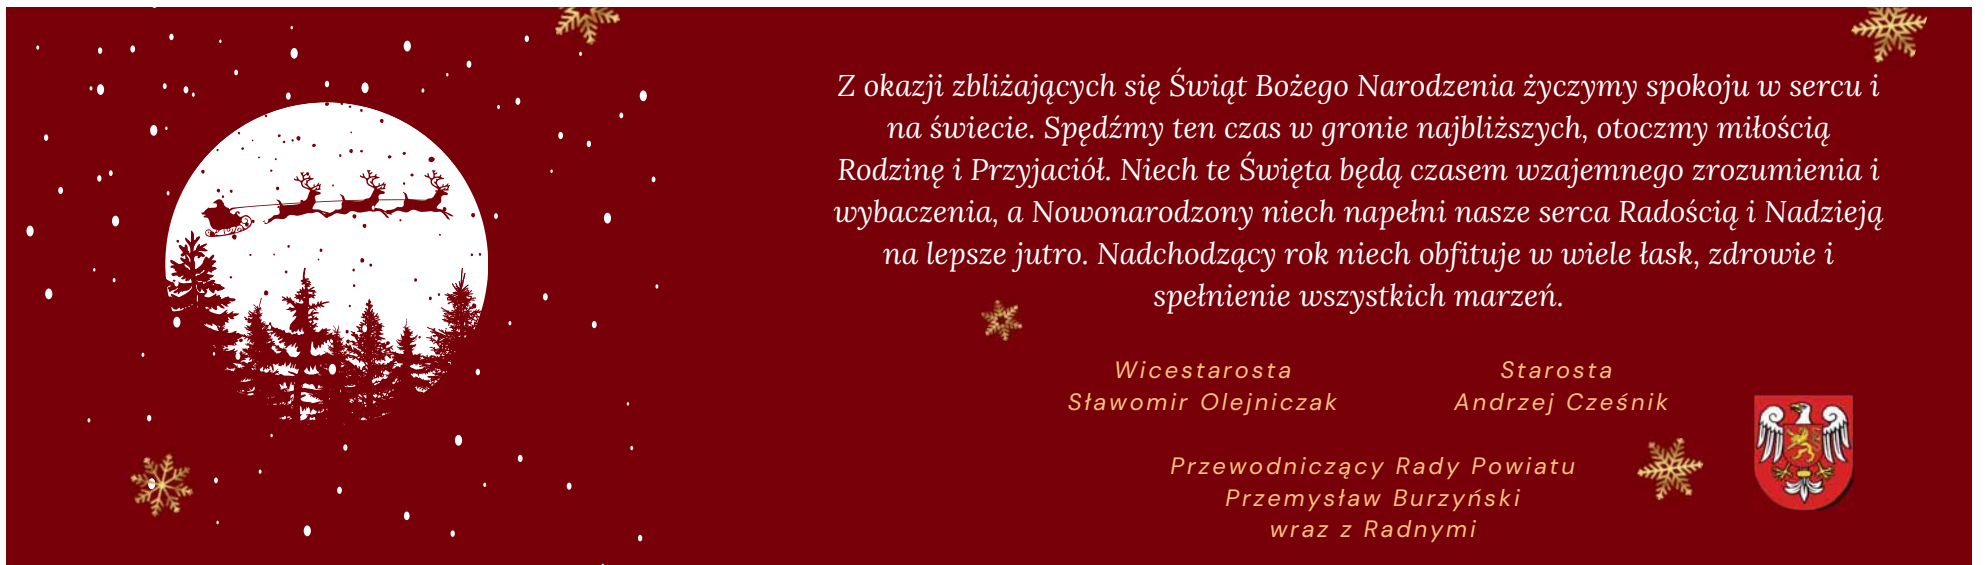 Z okazji zbliżających się Świąt Bożego Narodzenia życzymy spokoju w sercu i
na świecie. Spędźmy ten czas w gronie najbliższych, otoczmy miłością
Rodzinę i Przyjaciół. Niech te Święta będą czasem wzajemnego zrozumienia i
wybaczenia, a Nowonarodzony niech napełni nasze serca Radością i Nadzieją
na lepsze jutro. Nadchodzący rok niech obfituje w wiele łask, zdrowie i
spełnienie wszystkich marzeń.
Wicestarosta
Sławomir Olejniczak
Starosta
Andrzej Cześnik
Przewodniczący Rady Powiatu
Przemysław Burzyński
wraz z Radnymi